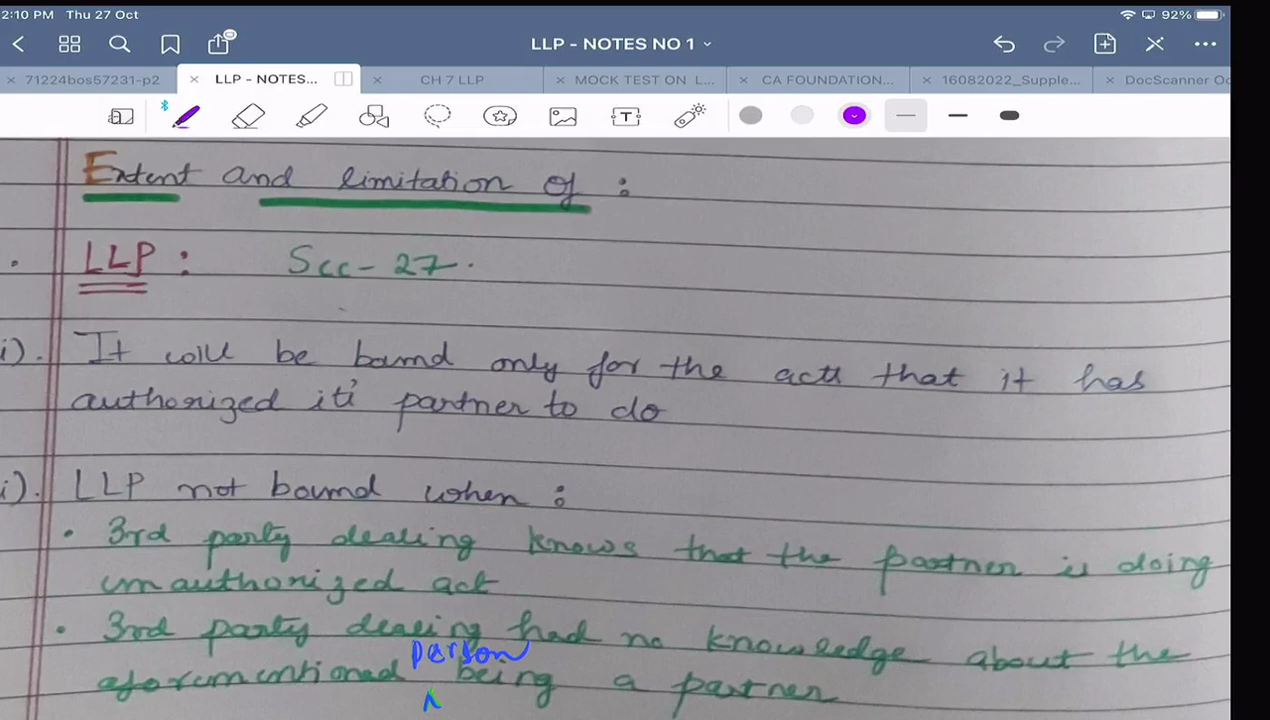 2:10 PM Thu 27 Oct
92%
LLP - NOTES NO 1
71224bos57231-p2
LLP - NOTES...
CH 7 LLP
MOCK TEST ON L...
CA FOUNDATION...
16082022_Supple...
DocScanner Oc
Extent and limitation of :
LLP : Sec- 27.
i). It will be bound only for the acts that it has
authorized it's partner to do
i). LLP not bound when :
• 3rd party dealing knows that the partner is doing
unauthorized act
• 3rd party dealing had no knowledge about the
person
aforementioned being a partner